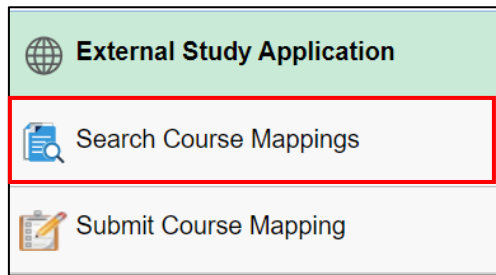 External Study Application
Search Course Mappings
Submit Course Mapping